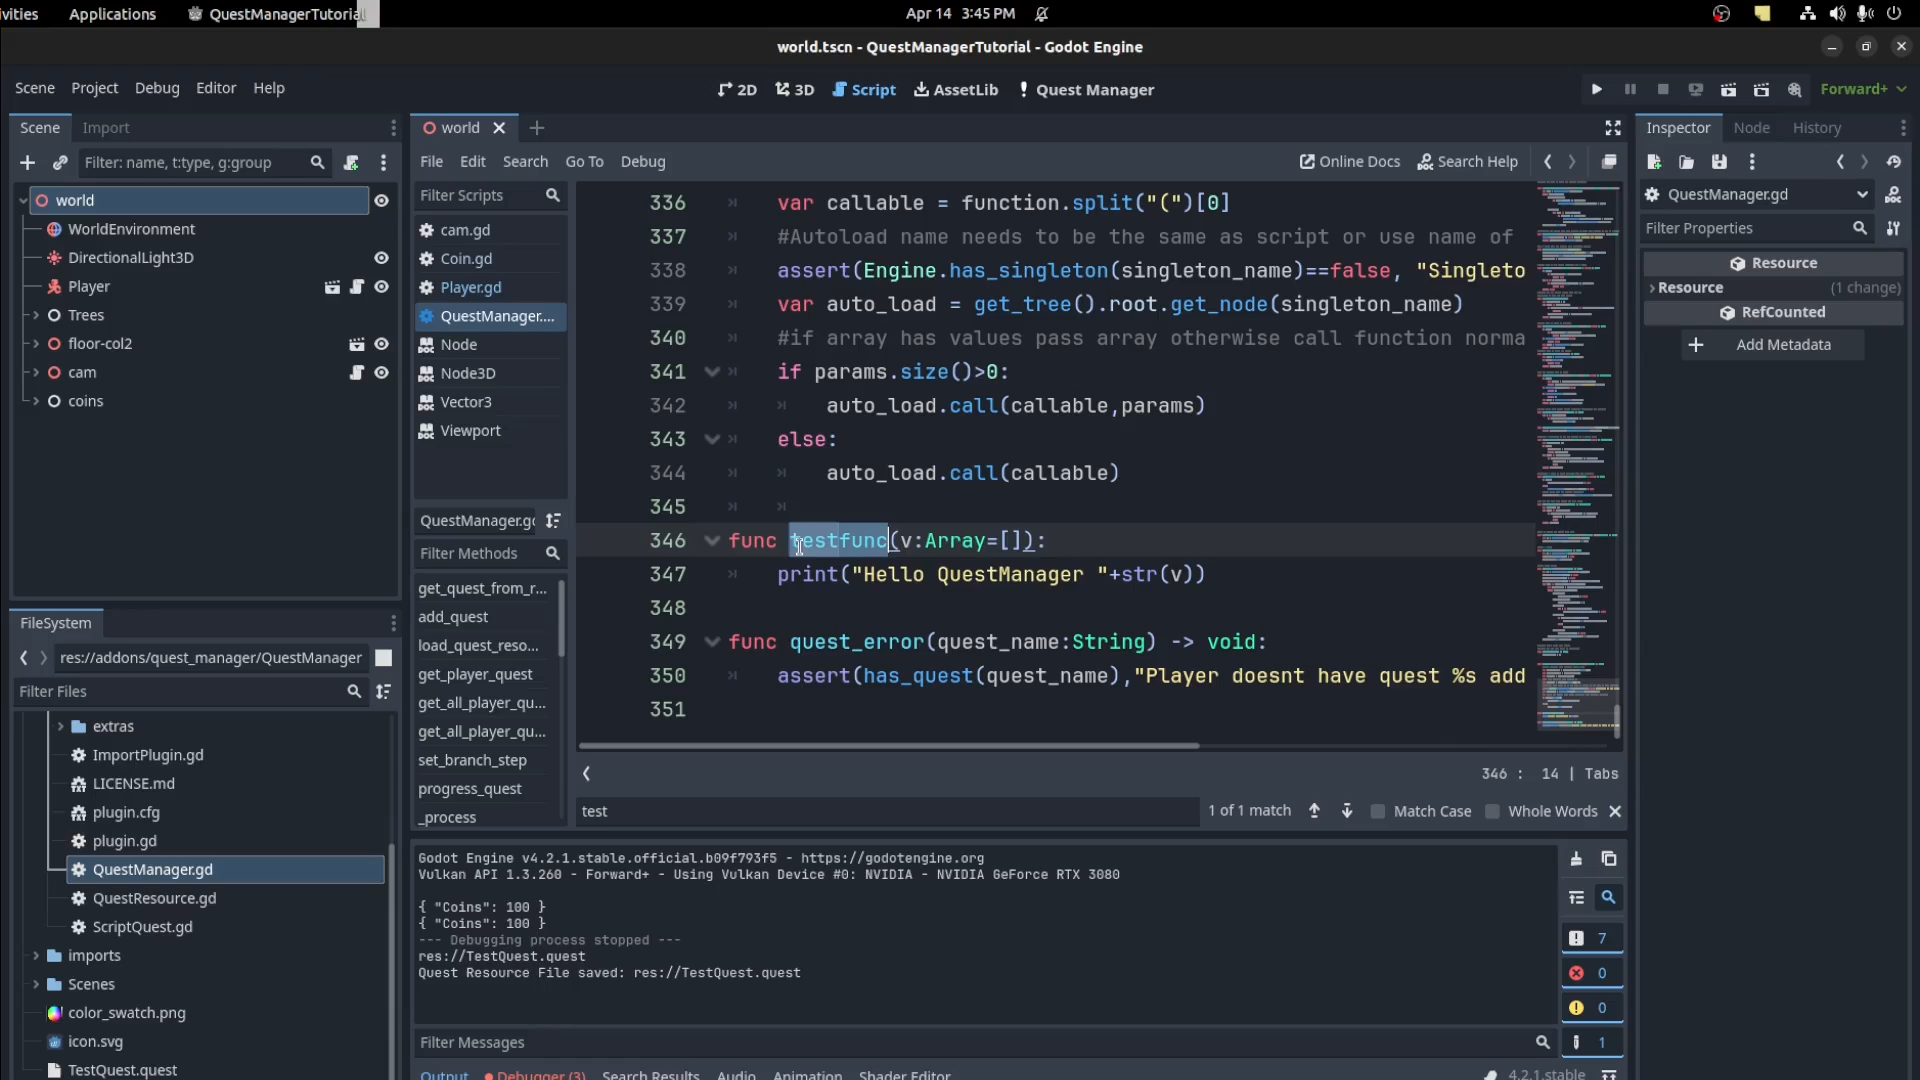 ivities
Applications
QuestManagerTutorial
Apr 14 3:45 PM
world.tscn - QuestManagerTutorial - Godot Engine
Scene Project Debug Editor Help
2D 3D Script AssetLib Quest Manager
Forward+
Scene Import
Filter: name, t:type, g:group
world
WorldEnvironment
DirectionalLight3D
Player
Trees
floor-col2
cam
coins
FileSystem
res://addons/quest_manager/QuestManager
Filter Files
extras
ImportPlugin.gd
LICENSE.md
plugin.cfg
plugin.gd
QuestManager.gd
QuestResource.gd
ScriptQuest.gd
imports
Scenes
color_swatch.png
icon.svg
TestQuest.quest
world
File Edit Search Go To Debug
Online Docs Search Help
Filter Scripts
cam.gd
Coin.gd
Player.gd
QuestManager....
Node
Node3D
Vector3
Viewport
QuestManager.gd
Filter Methods
get_quest_from_r...
add_quest
load_quest_reso...
get_player_quest
get_all_player_qu...
get_all_player_qu...
set_branch_step
progress_quest
_process
336 var callable = function.split("(")[0]
337 #Autoload name needs to be the same as script or use name of
338 assert(Engine.has_singleton(singleton_name)==false, "Singleto
339 var auto_load = get_tree().root.get_node(singleton_name)
340 #if array has values pass array otherwise call function norma
341 if params.size()>0:
342 auto_load.call(callable,params)
343 else:
344 auto_load.call(callable)
345
346 func testfunc(v:Array=[]):
347 print("Hello QuestManager "+str(v))
348
349 func quest_error(quest_name:String) -> void:
350 assert(has_quest(quest_name),"Player doesnt have quest %s add
351
346 : 14 | Tabs
test
1 of 1 match
Match Case
Whole Words
Godot Engine v4.2.1.stable.official.b09f793f5 - https://godotengine.org
Vulkan API 1.3.260 - Forward+ - Using Vulkan Device #0: NVIDIA - NVIDIA GeForce RTX 3080
{ "Coins": 100 }
{ "Coins": 100 }
--- Debugging process stopped ---
res://TestQuest.quest
Quest Resource File saved: res://TestQuest.quest
7
0
0
1
Filter Messages
Output Debugger (3) Search Results Audio Animation Shader Editor
4.2.1.stable
Inspector Node History
QuestManager.gd
Filter Properties
Resource
Resource (1 change)
RefCounted
Add Metadata